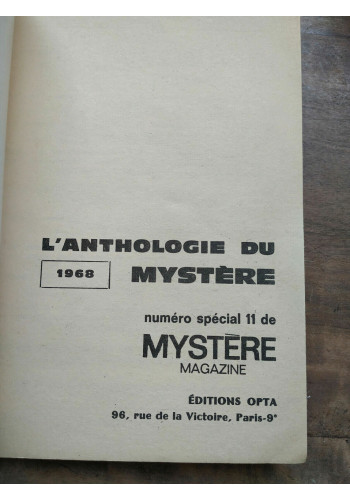 L'ANTHOLOGIE DU
1968 MYSTÈRE
numéro spécial 11 de
MYSTÈRE
MAGAZINE
ÉDITIONS OPTA
96, rue de la Victoire, Paris-9e